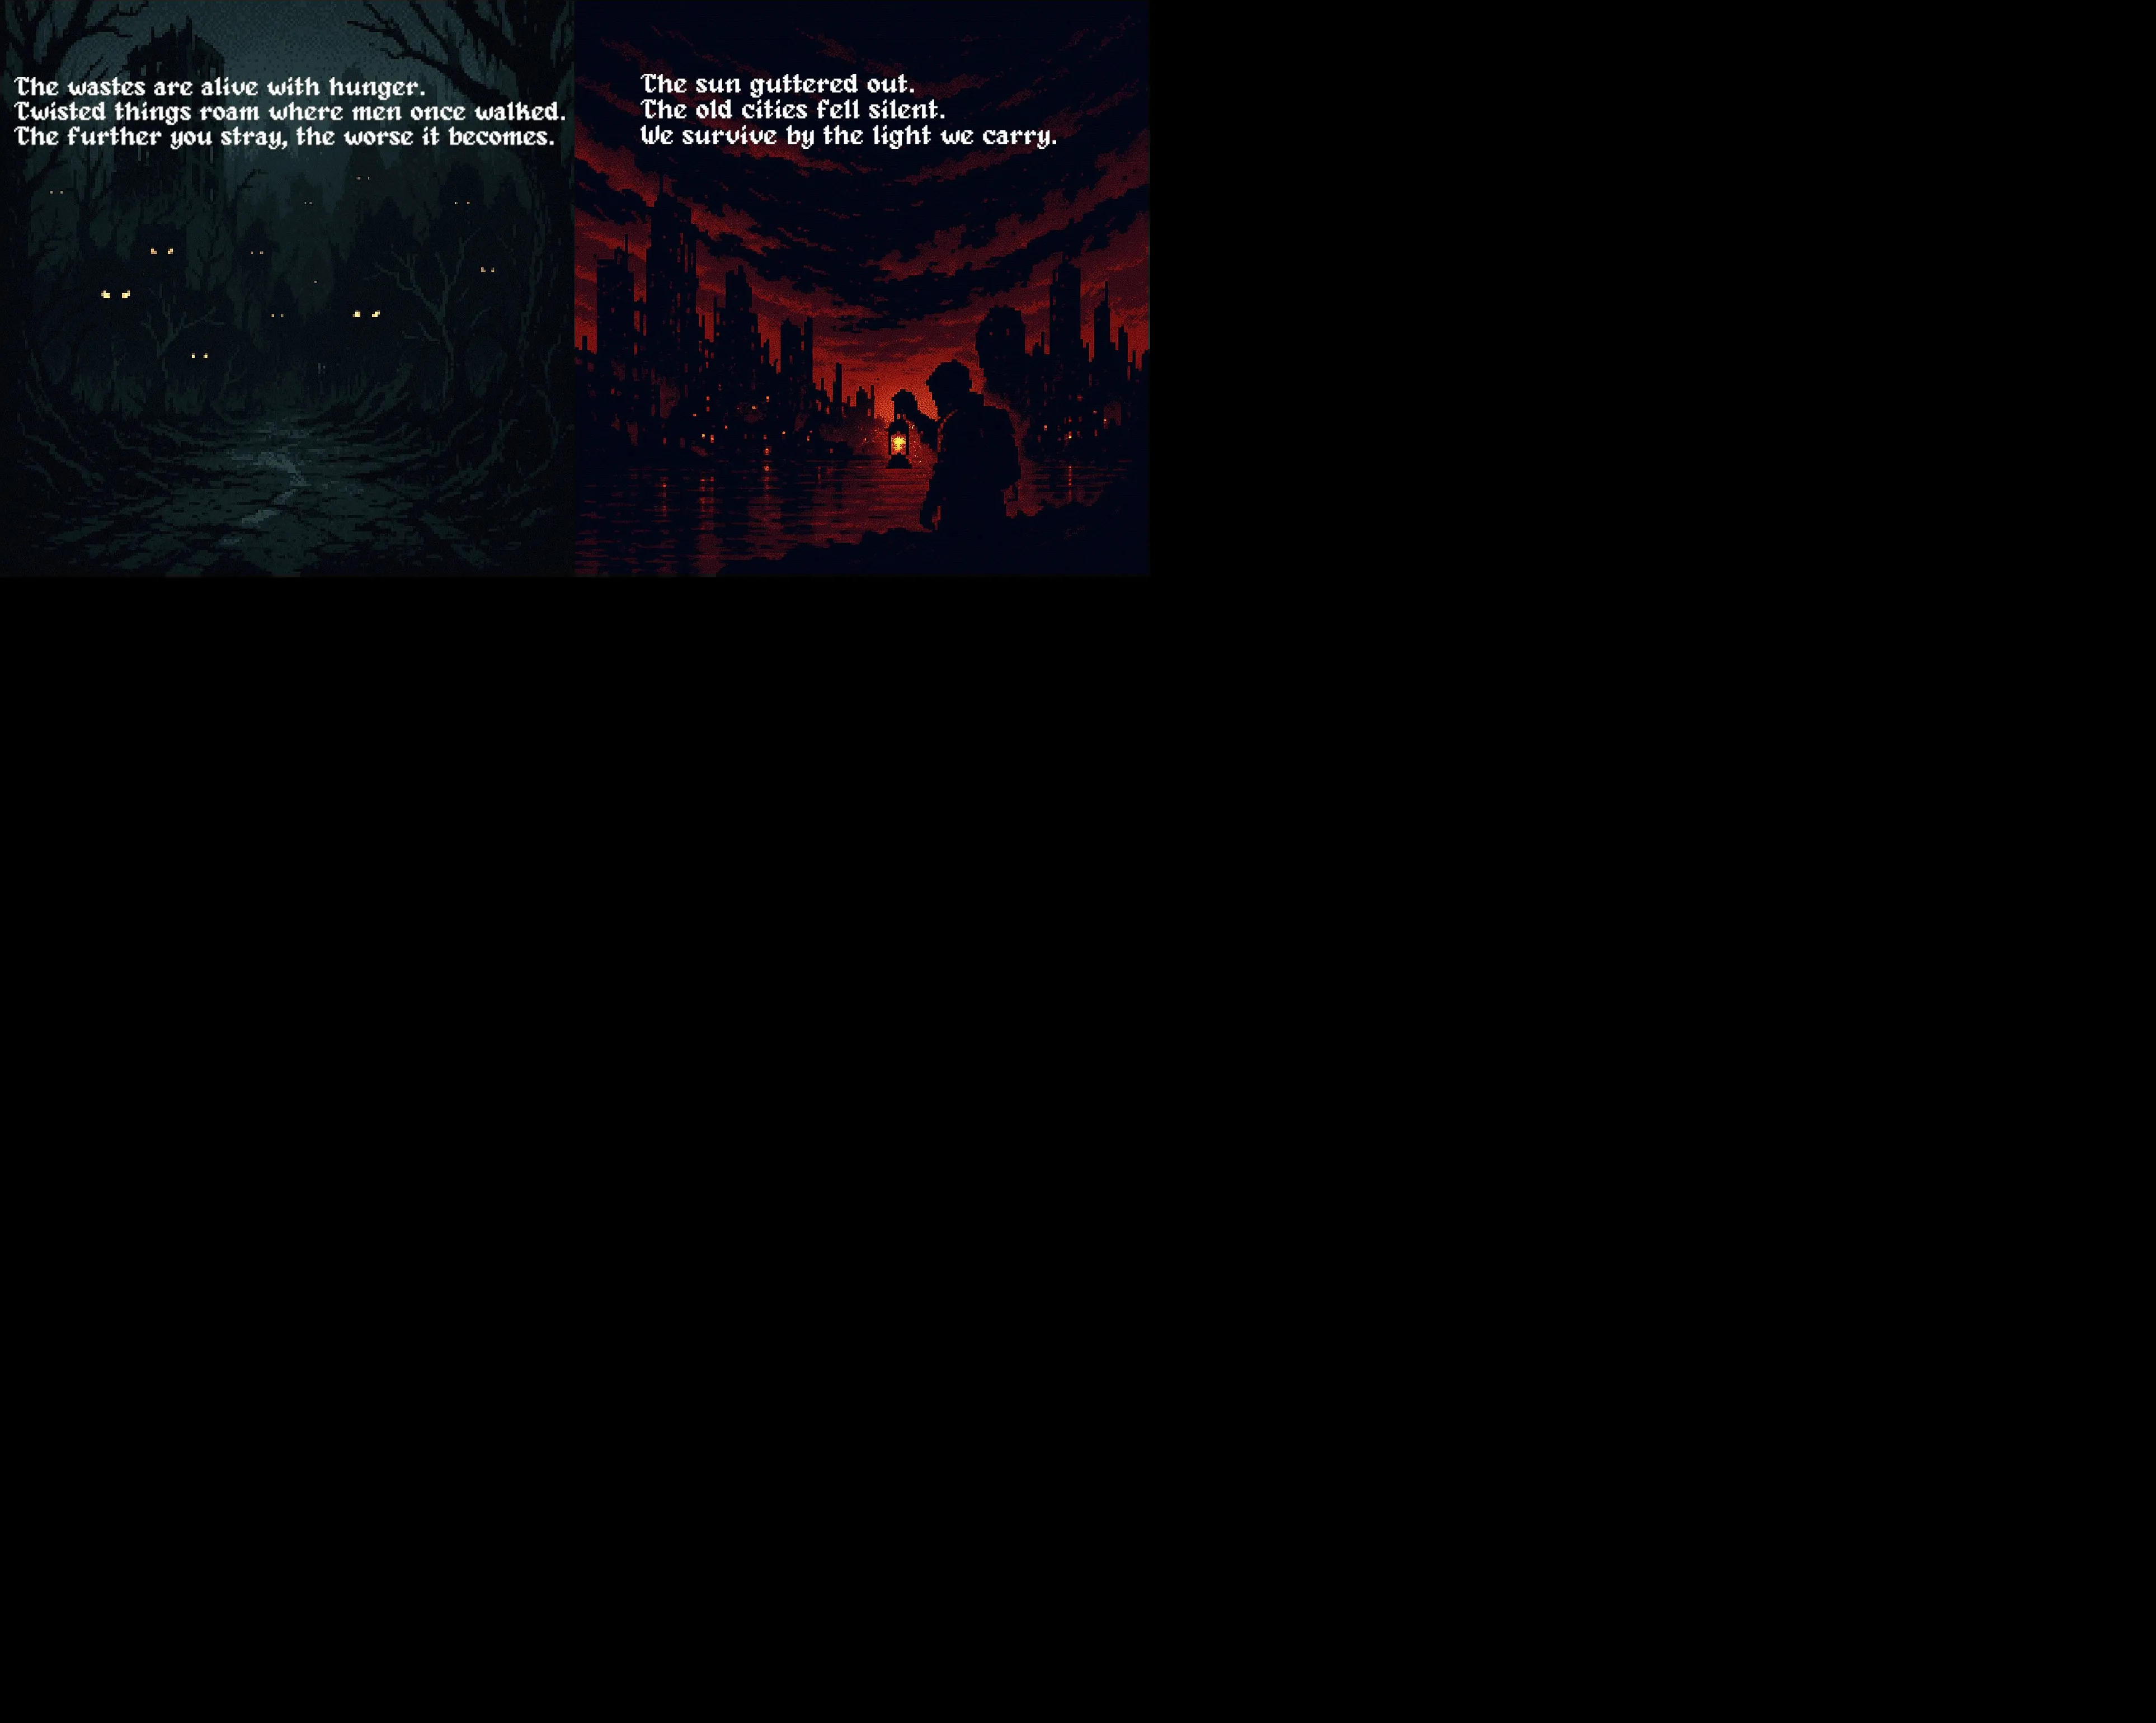 The wastes are alive with hunger.
Twisted things roam where men once walked.
The further you stray, the worse it becomes.
The sun guttered out.
The old cities fell silent.
We survive by the light we carry.